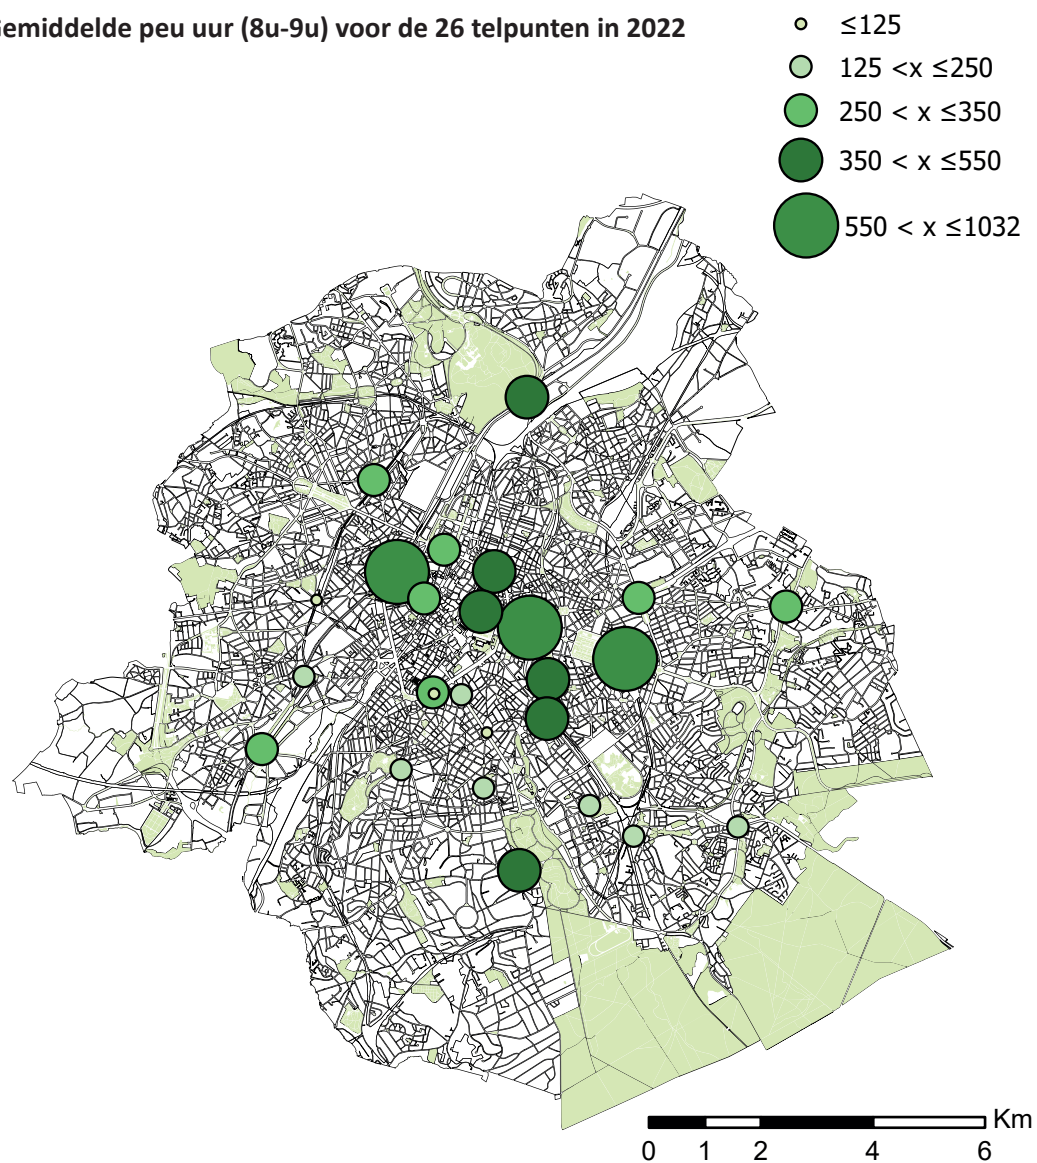 emiddelde peu uur (8u-9u) voor de 26 telpunten in 2022
≤125
125 <x ≤250
250 < x ≤350
350 < x ≤550
550 < x ≤1032
Km
0 1 2 4 6